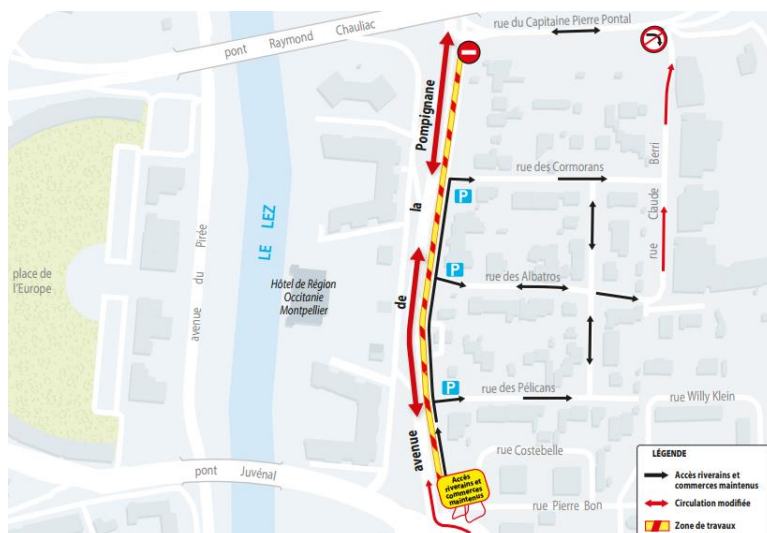 rue du Capitaine Pierre Pontal
pont Raymond Chauliac
Pompignane
la
de
avenue
rue des Cormorans
P
Berri
Claude
rue
LE LEZ
avenue du Pirée
place de
l'Europe
Hôtel de Région
Occitanie
Montpellier
P
rue des Albatros
P
rue des Pélicans
rue Willy Klein
rue Costebelle
pont Juvénal
Accès
riverains et
commerces
maintenus
rue Pierre Bon
LÉGENDE
Accès riverains et
commerces maintenus
Circulation modifiée
Zone de travaux